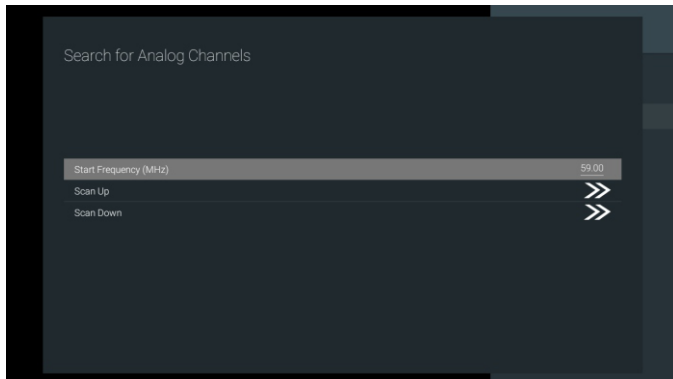 Search for Analog Channels
Start Frequency (MHz) 59.00
Scan Up
Scan Down